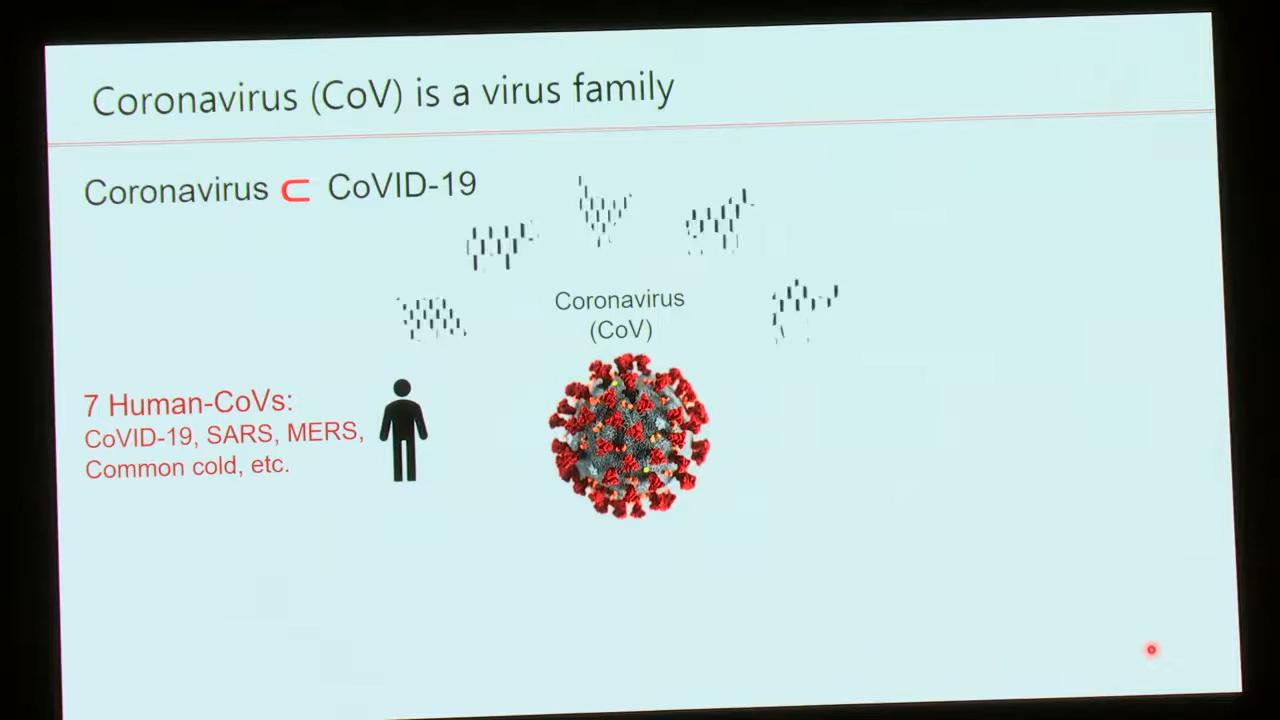 Coronavirus (CoV) is a virus family
Coronavirus ⊂ CoVID-19
Coronavirus
(CoV)
7 Human-CoVs:
CoVID-19, SARS, MERS,
Common cold, etc.